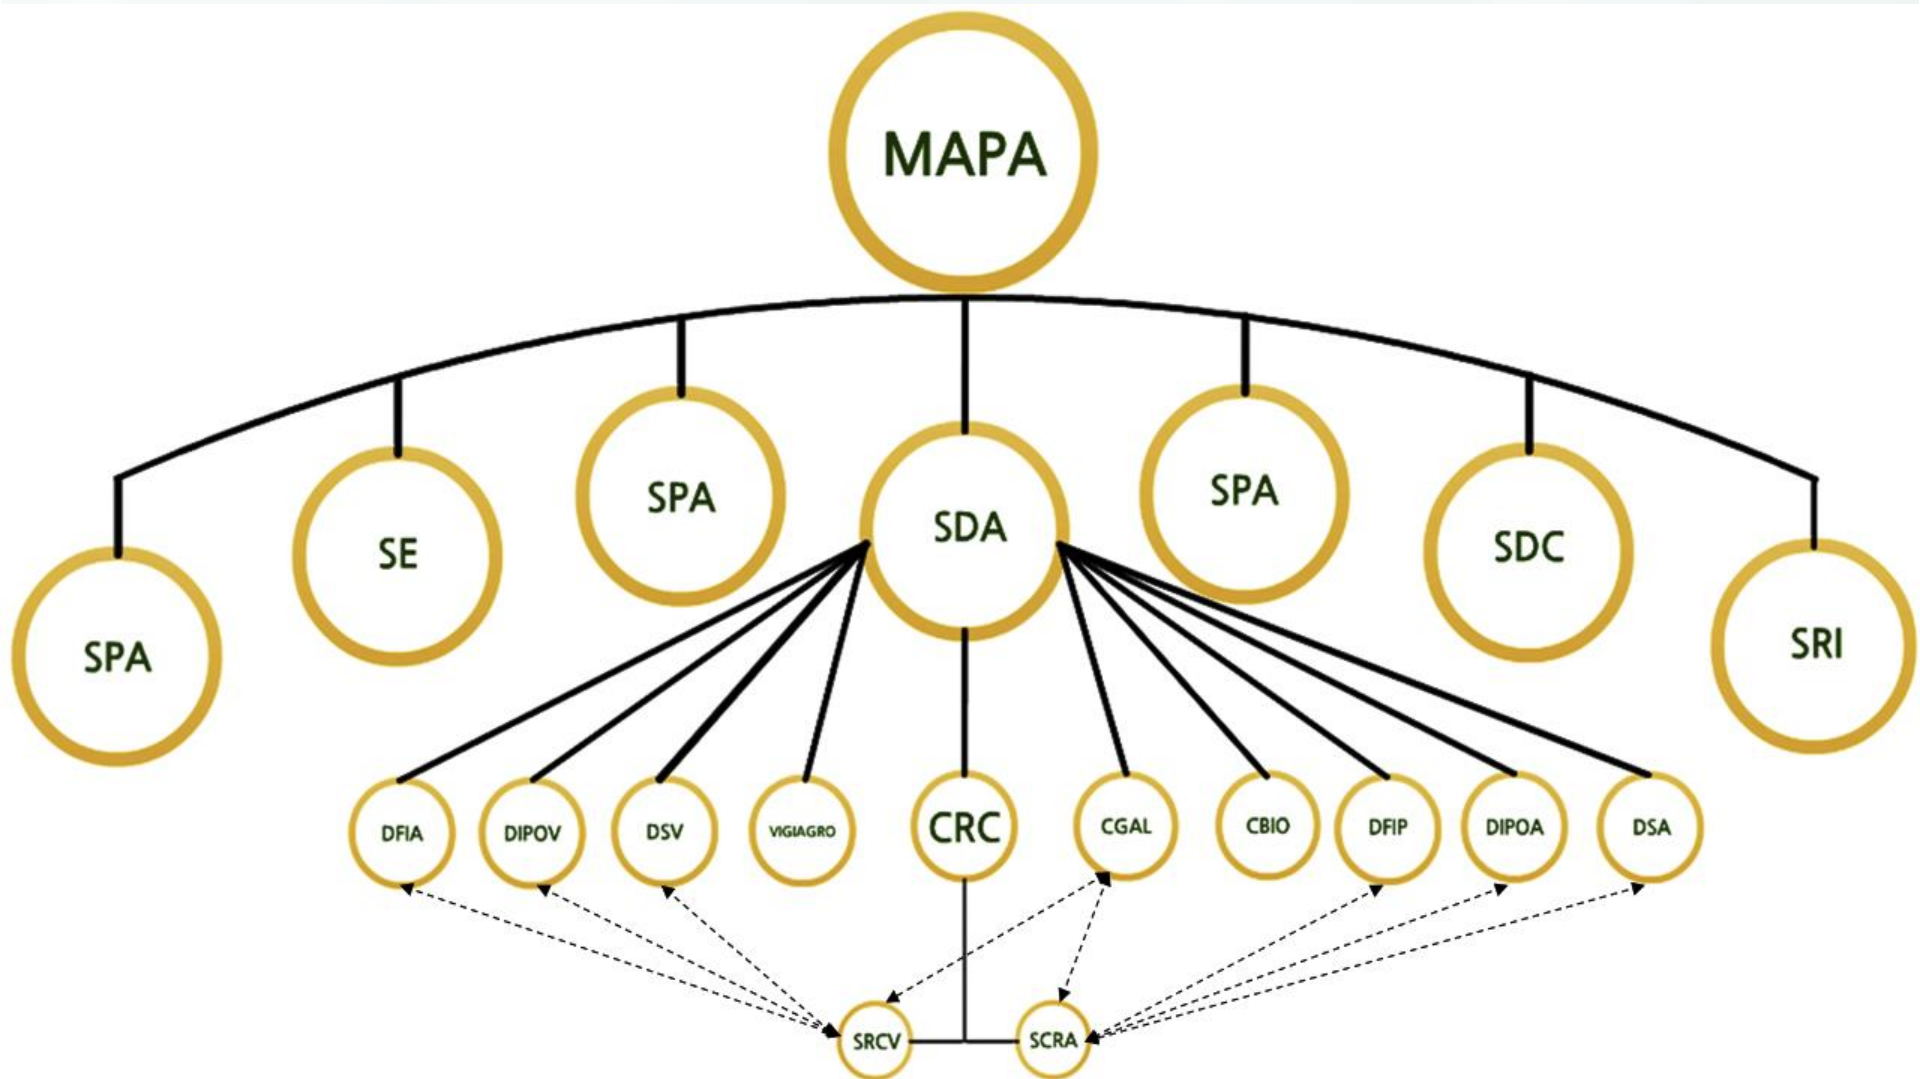 MAPA
SPA
SE
SPA
SDA
SPA
SDC
SRI
DFIA
DIPOV
DSV
VIGIAGRO
CRC
CGAL
CBIO
DFIP
DIPOA
DSA
SRCV
SCRA